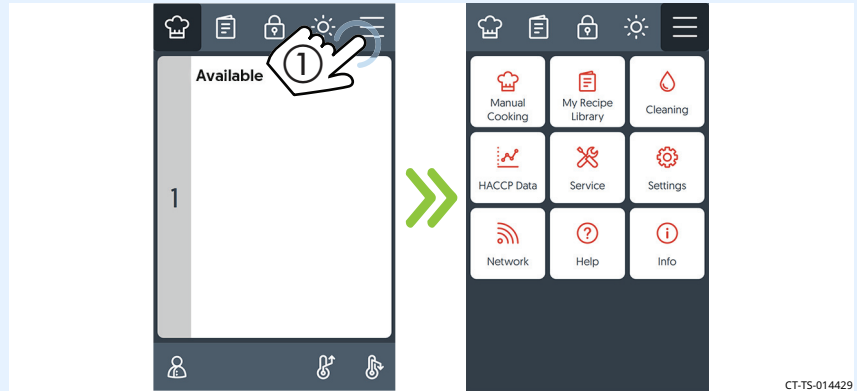 1
Available
1
Manual
Cooking
My Recipe
Library
Cleaning
HACCP Data
Service
Settings
Network
Help
Info
CT-TS-014429